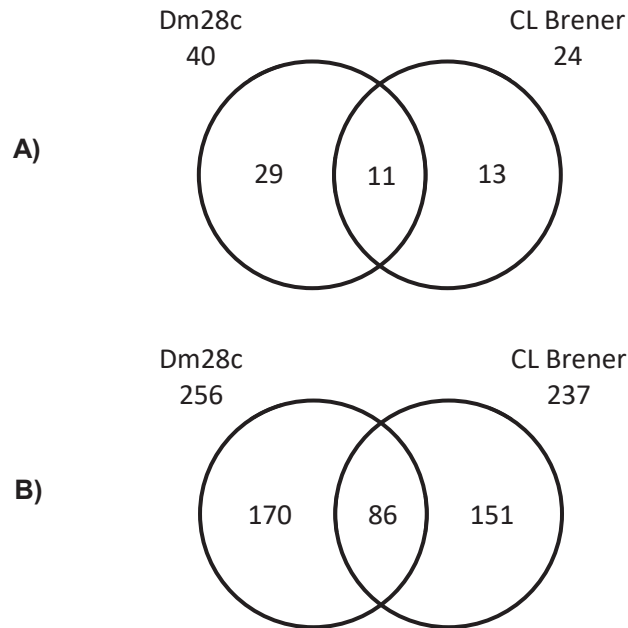 Dm28c CL Brener
40 24
A)
29 11 13
Dm28c CL Brener
256 237
B)
170 86 151